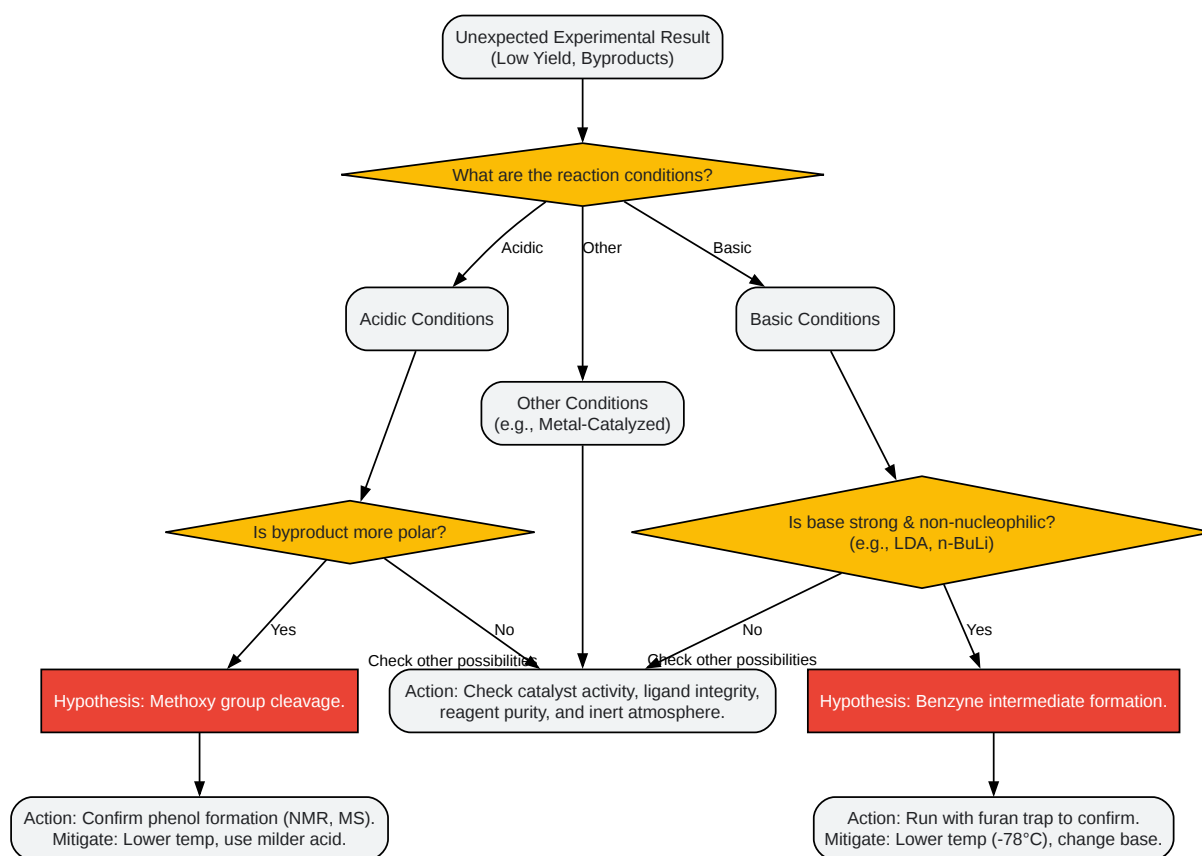 Unexpected Experimental Result
(Low Yield, Byproducts)
What are the reaction conditions?
Acidic
Other
Basic
Acidic Conditions
Basic Conditions
Other Conditions
(e.g., Metal-Catalyzed)
Is byproduct more polar?
Is base strong & non-nucleophilic?
(e.g., LDA, n-BuLi)
Yes
No
No
Yes
Check other possibilities
Check other possibilities
Hypothesis: Methoxy group cleavage.
Action: Check catalyst activity, ligand integrity,
reagent purity, and inert atmosphere.
Hypothesis: Benzyne intermediate formation.
Action: Confirm phenol formation (NMR, MS).
Mitigate: Lower temp, use milder acid.
Action: Run with furan trap to confirm.
Mitigate: Lower temp (-78°C), change base.